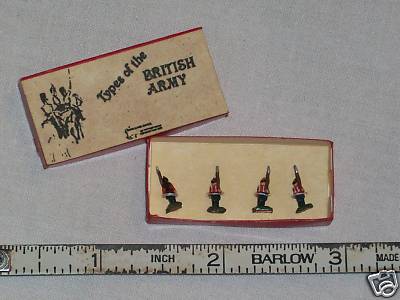 Types of the
BRITISH
ARMY
1 INCH 2 BARLOW 3 MADE